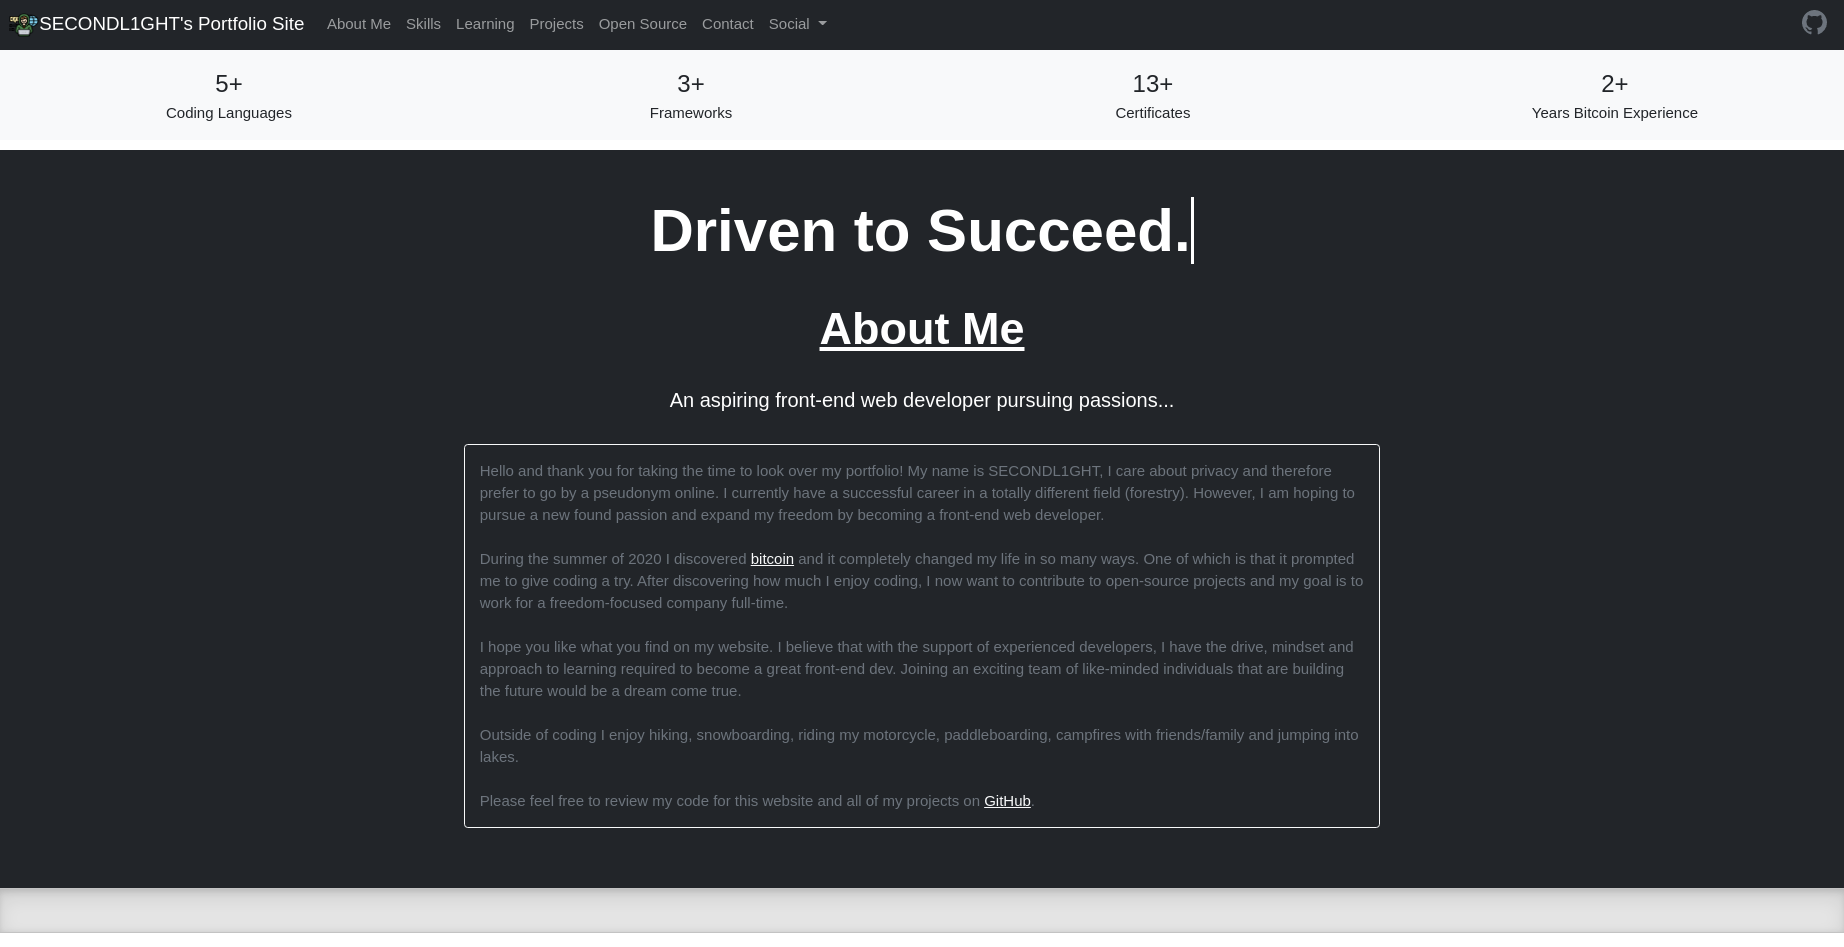 SECONDL1GHT's Portfolio Site About Me Skills Learning Projects Open Source Contact Social
5+ 3+ 13+ 2+
Coding Languages Frameworks Certificates Years Bitcoin Experience
Driven to Succeed.
About Me
An aspiring front-end web developer pursuing passions...
Hello and thank you for taking the time to look over my portfolio! My name is SECONDL1GHT, I care about privacy and therefore
prefer to go by a pseudonym online. I currently have a successful career in a totally different field (forestry). However, I am hoping to
pursue a new found passion and expand my freedom by becoming a front-end web developer.
During the summer of 2020 I discovered bitcoin and it completely changed my life in so many ways. One of which is that it prompted
me to give coding a try. After discovering how much I enjoy coding, I now want to contribute to open-source projects and my goal is to
work for a freedom-focused company full-time.
I hope you like what you find on my website. I believe that with the support of experienced developers, I have the drive, mindset and
approach to learning required to become a great front-end dev. Joining an exciting team of like-minded individuals that are building
the future would be a dream come true.
Outside of coding I enjoy hiking, snowboarding, riding my motorcycle, paddleboarding, campfires with friends/family and jumping into
lakes.
Please feel free to review my code for this website and all of my projects on GitHub.